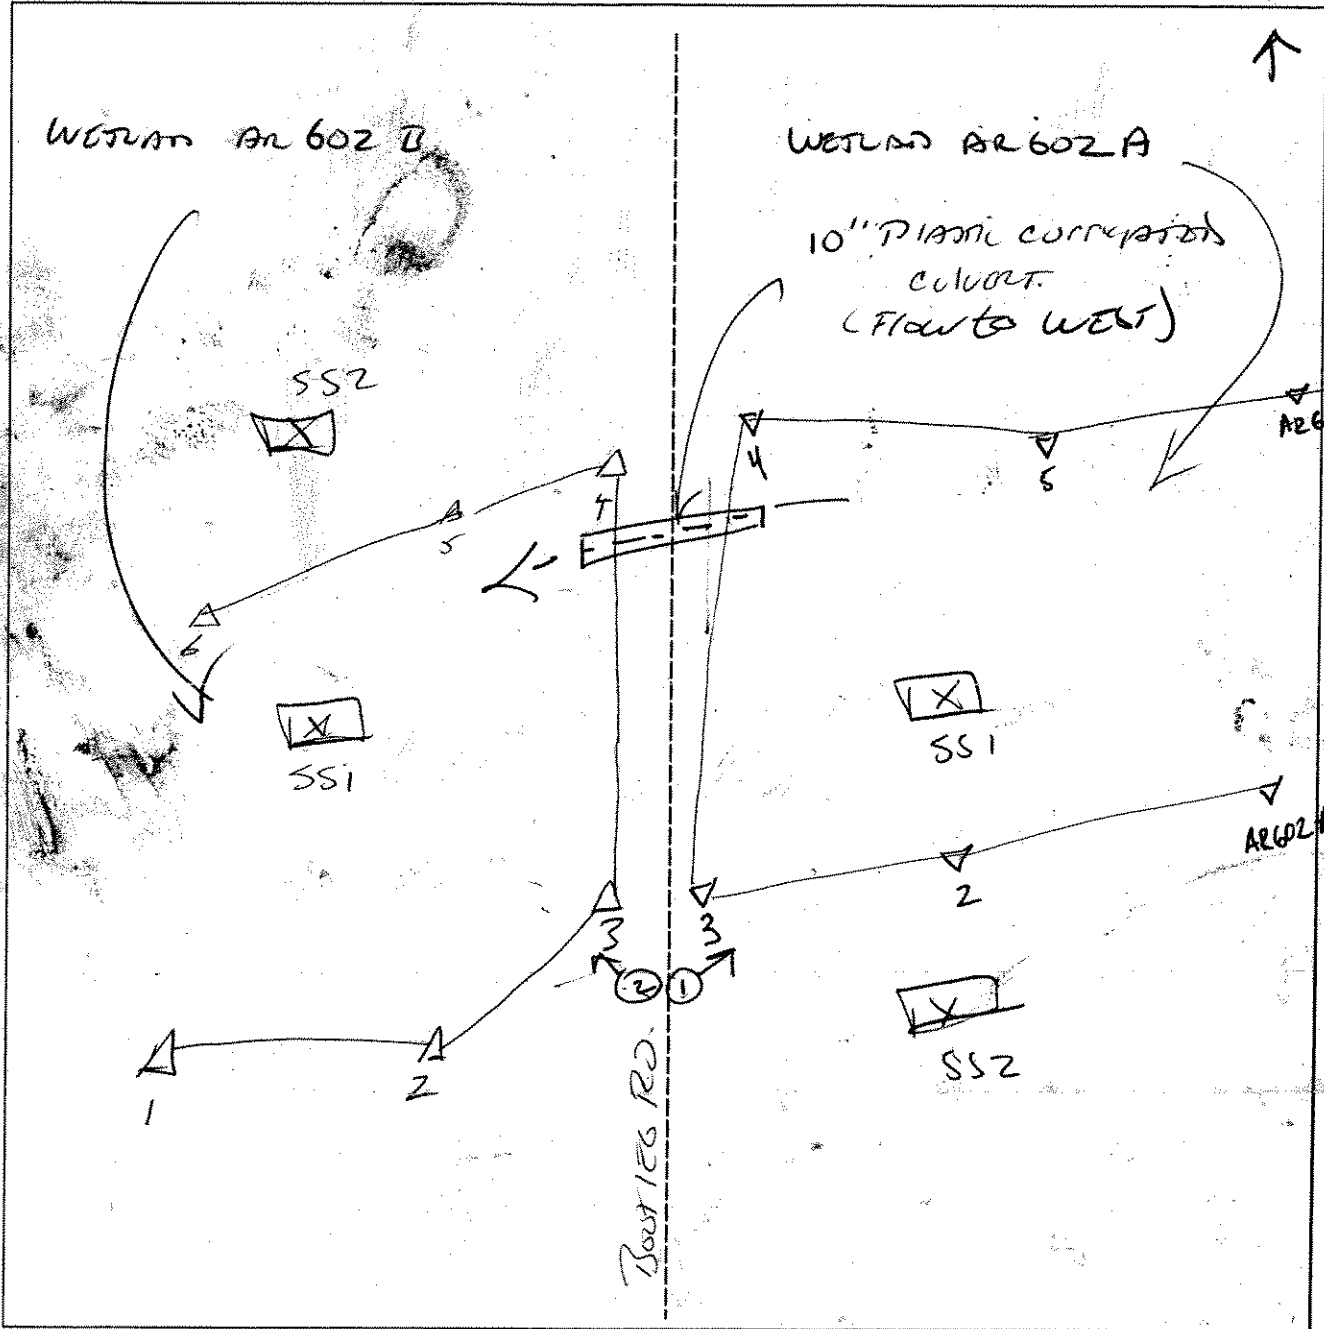 WETLAND AR 602 B
WETLAND AR 602 A
10" PLASTIC CORRUGATED
CULVERT.
(FLOW TO WEST)
SS2
4
5
6
SS1
3
2
1
4
5
AR6
SS1
AR602-1
2
3
SS2
2
1
RD.